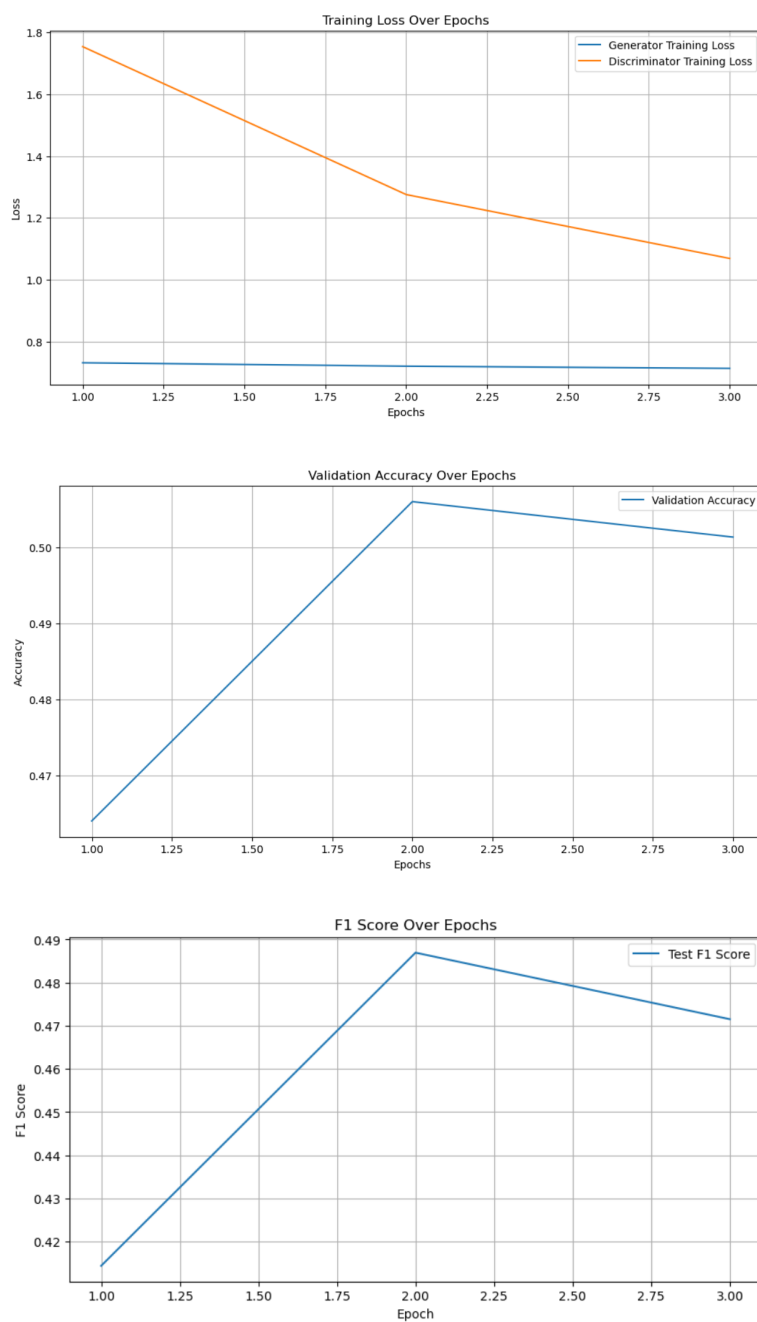 Training Loss Over Epochs
1.8
Generator Training Loss
Discriminator Training Loss
1.6
1.4
Loss
1.2
1.0
0.8
1.00 1.25 1.50 1.75 2.00 2.25 2.50 2.75 3.00
Epochs
Validation Accuracy Over Epochs
Validation Accuracy
0.50
0.49
Accuracy
0.48
0.47
1.00 1.25 1.50 1.75 2.00 2.25 2.50 2.75 3.00
Epochs
F1 Score Over Epochs
0.49
Test F1 Score
0.48
0.47
0.46
F1 Score
0.45
0.44
0.43
0.42
1.00 1.25 1.50 1.75 2.00 2.25 2.50 2.75 3.00
Epoch